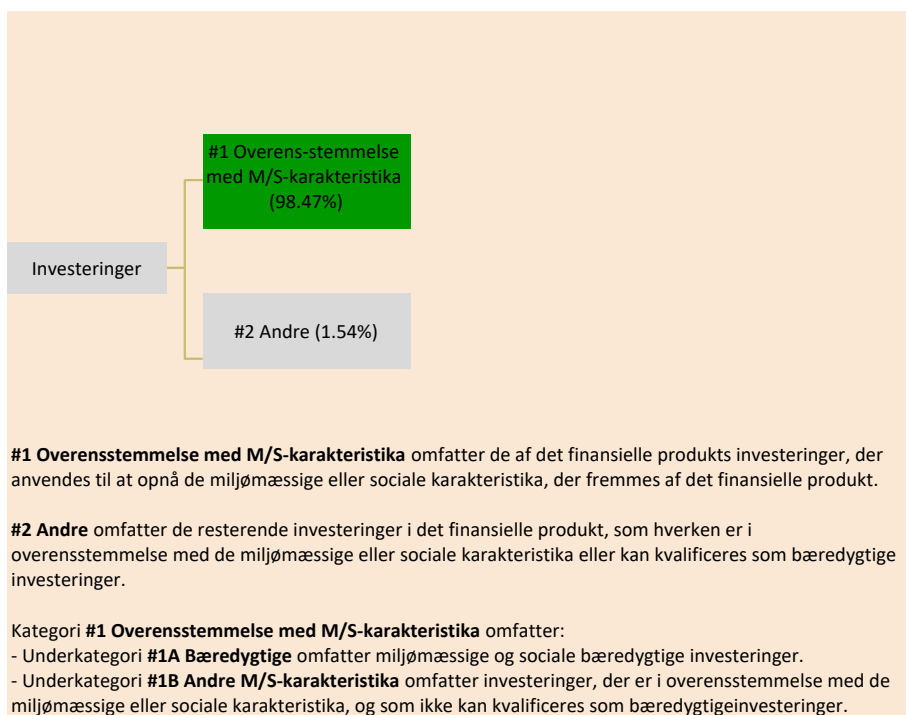 #1 Overens-stemmelse
med M/S-karakteristika
(98.47%)
Investeringer
#2 Andre (1.54%)
#1 Overensstemmelse med M/S-karakteristika omfatter de af det finansielle produkts investeringer, der
anvendes til at opnå de miljømæssige eller sociale karakteristika, der fremmes af det finansielle produkt.
#2 Andre omfatter de resterende investeringer i det finansielle produkt, som hverken er i
overensstemmelse med de miljømæssige eller sociale karakteristika eller kan kvalificeres som bæredygtige
investeringer.
Kategori #1 Overensstemmelse med M/S-karakteristika omfatter:
- Underkategori #1A Bæredygtige omfatter miljømæssige og sociale bæredygtige investeringer.
- Underkategori #1B Andre M/S-karakteristika omfatter investeringer, der er i overensstemmelse med de
miljømæssige eller sociale karakteristika, og som ikke kan kvalificeres som bæredygtigeinvesteringer.